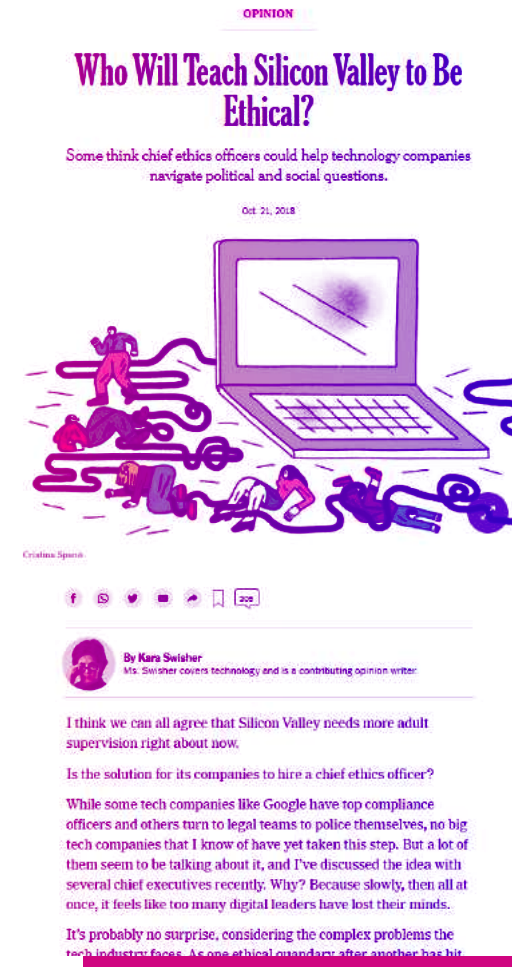 OPINION
Who Will Teach Silicon Valley to Be
Ethical?
Some think chief ethics officers could help technology companies
navigate political and social questions.
Oct. 21, 2018
Cristina Spanò
205
By Kara Swisher
Ms. Swisher covers technology and is a contributing opinion writer.
I think we can all agree that Silicon Valley needs more adult
supervision right about now.
Is the solution for its companies to hire a chief ethics officer?
While some tech companies like Google have top compliance
officers and others turn to legal teams to police themselves, no big
tech companies that I know of have yet taken this step. But a lot of
them seem to be talking about it, and I've discussed the idea with
several chief executives recently. Why? Because slowly, then all at
once, it feels like too many digital leaders have lost their minds.
It's probably no surprise, considering the complex problems the
tech industry faces. As one ethical quandary after another has hit